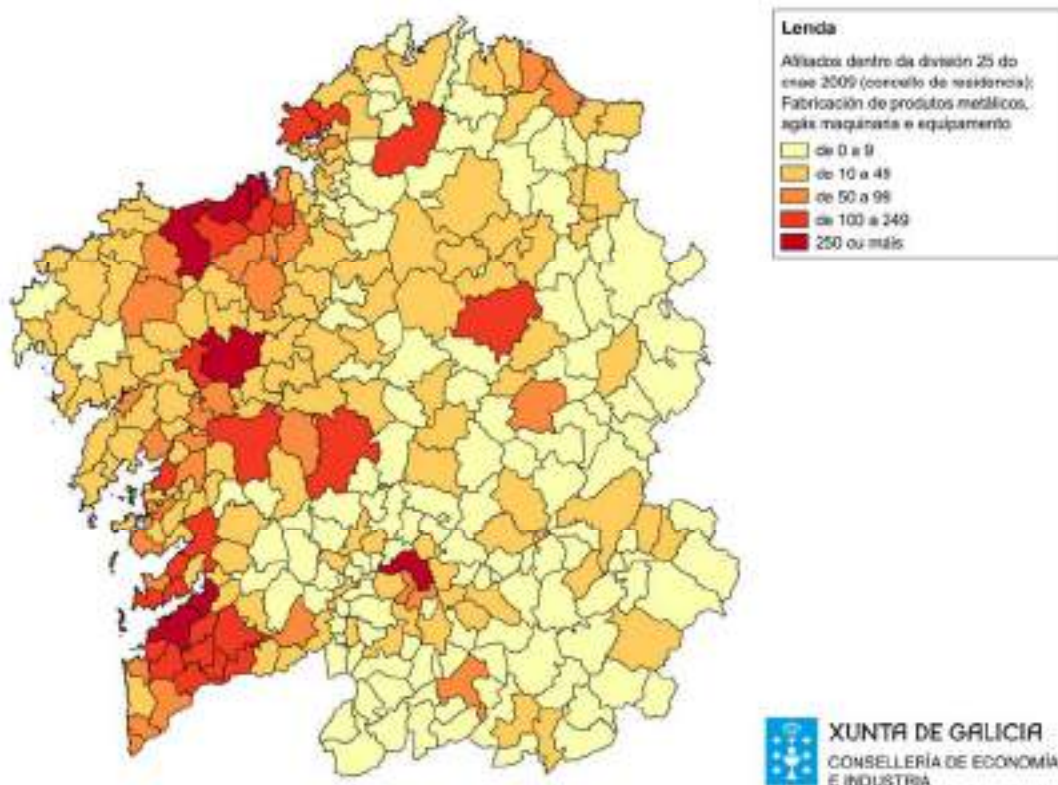 Lenda
Afiliados dentro da división 25 do
cnae 2009 (concello de residencia):
Fabricación de produtos metálicos,
agás maquinaria e equipamento
de 0 a 9
de 10 a 49
de 50 a 99
de 100 a 249
250 ou máis
XUNTA DE GALICIA
CONSELLERÍA DE ECONOMÍA
E INDUSTRIA